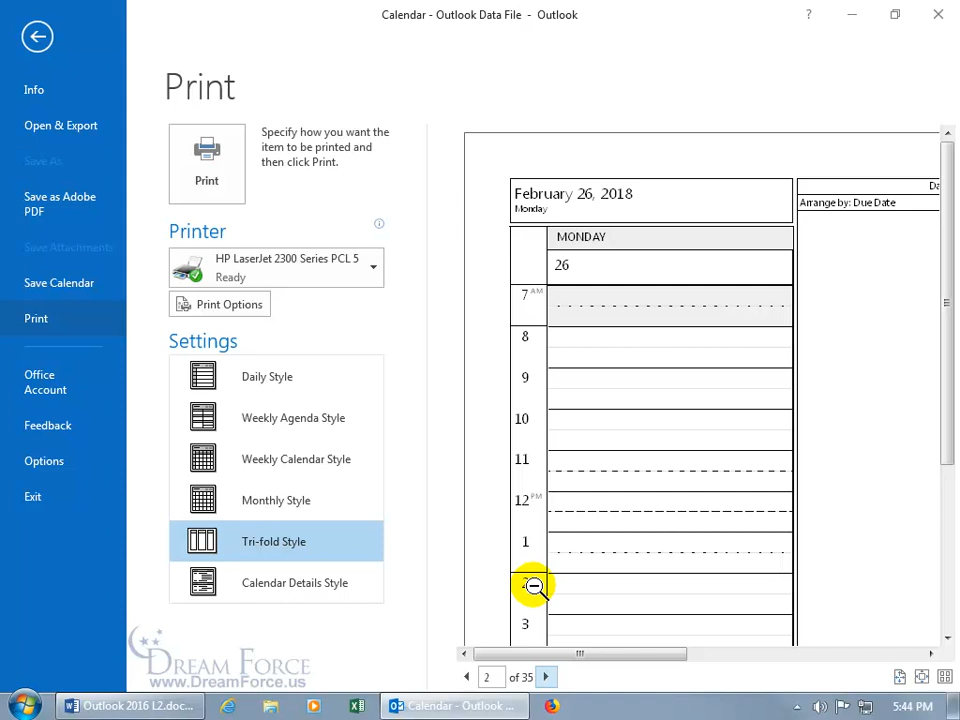 Calendar - Outlook Data File - Outlook
?
Info
Open & Export
Save As
Save as Adobe
PDF
Save Attachments
Save Calendar
Print
Office
Account
Feedback
Options
Exit
Print
Print
Specify how you want the
item to be printed and
then click Print.
Printer
HP LaserJet 2300 Series PCL 5
Ready
Print Options
Settings
Daily Style
Weekly Agenda Style
Weekly Calendar Style
Monthly Style
Tri-fold Style
Calendar Details Style
DREAM FORCE
www.DreamForce.us
February 26, 2018
Monday
Da
Arrange by: Due Date
MONDAY
26
7 AM
8
9
10
11
12 PM
1
2
3
2 of 35
Outlook 2016 L2.doc...
Calendar - Outlook ...
5:44 PM